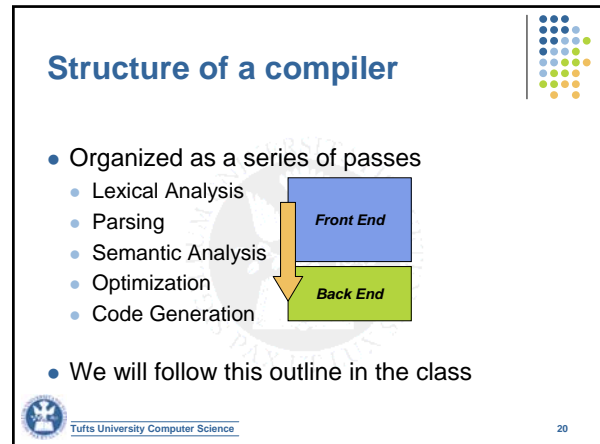 Structure of a compiler
Organized as a series of passes
Lexical Analysis
Parsing
Semantic Analysis
Optimization
Code Generation
Front End
Back End
We will follow this outline in the class
Tufts University Computer Science
20